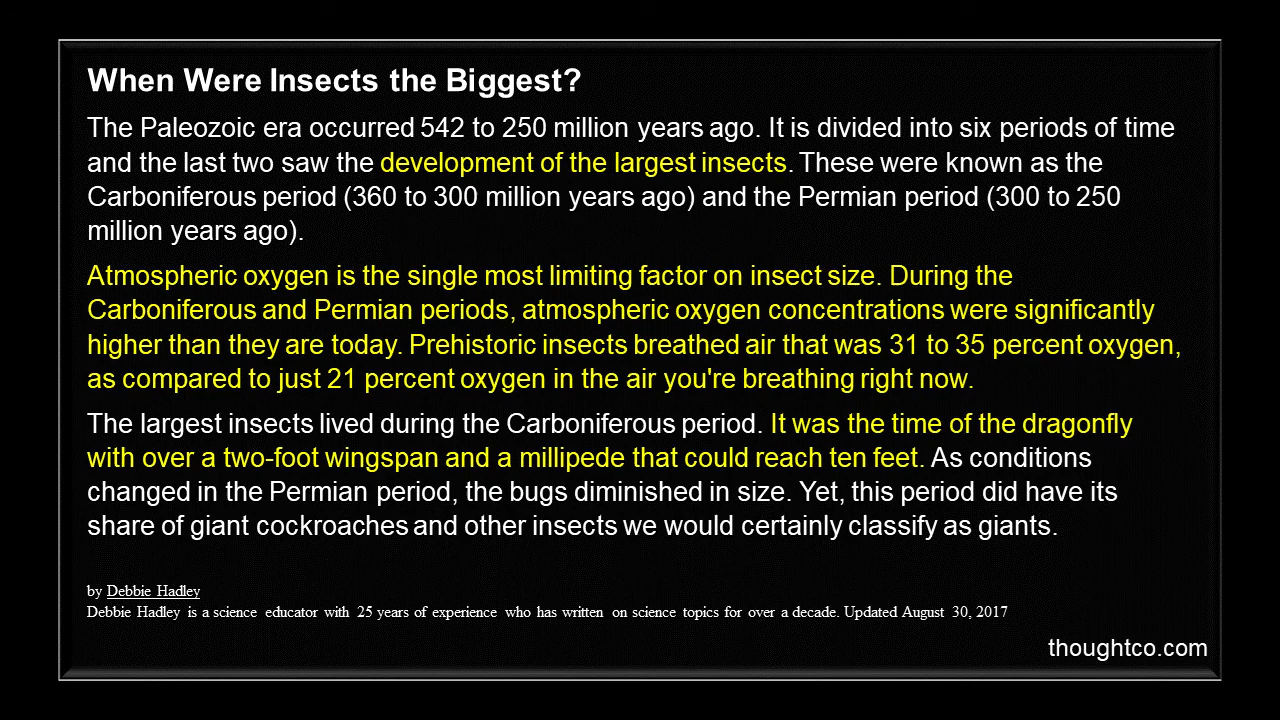 When Were Insects the Biggest?
The Paleozoic era occurred 542 to 250 million years ago. It is divided into six periods of time
and the last two saw the development of the largest insects. These were known as the
Carboniferous period (360 to 300 million years ago) and the Permian period (300 to 250
million years ago).
Atmospheric oxygen is the single most limiting factor on insect size. During the
Carboniferous and Permian periods, atmospheric oxygen concentrations were significantly
higher than they are today. Prehistoric insects breathed air that was 31 to 35 percent oxygen,
as compared to just 21 percent oxygen in the air you're breathing right now.
The largest insects lived during the Carboniferous period. It was the time of the dragonfly
with over a two-foot wingspan and a millipede that could reach ten feet. As conditions
changed in the Permian period, the bugs diminished in size. Yet, this period did have its
share of giant cockroaches and other insects we would certainly classify as giants.
by Debbie Hadley
Debbie Hadley is a science educator with 25 years of experience who has written on science topics for over a decade. Updated August 30, 2017
thoughtco.com